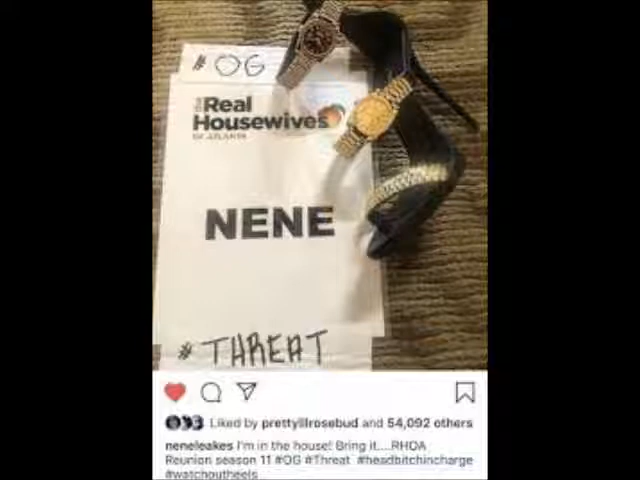 #OG
the Real
Housewives
OF ATLANTA
NENE
#THREAT
Liked by prettylilrosebud and 54,092 others
neneleakes I'm in the house! Bring it....RHOA
Reunion season 11 #OG #Threat #headbitchincharge
#watchoutheels